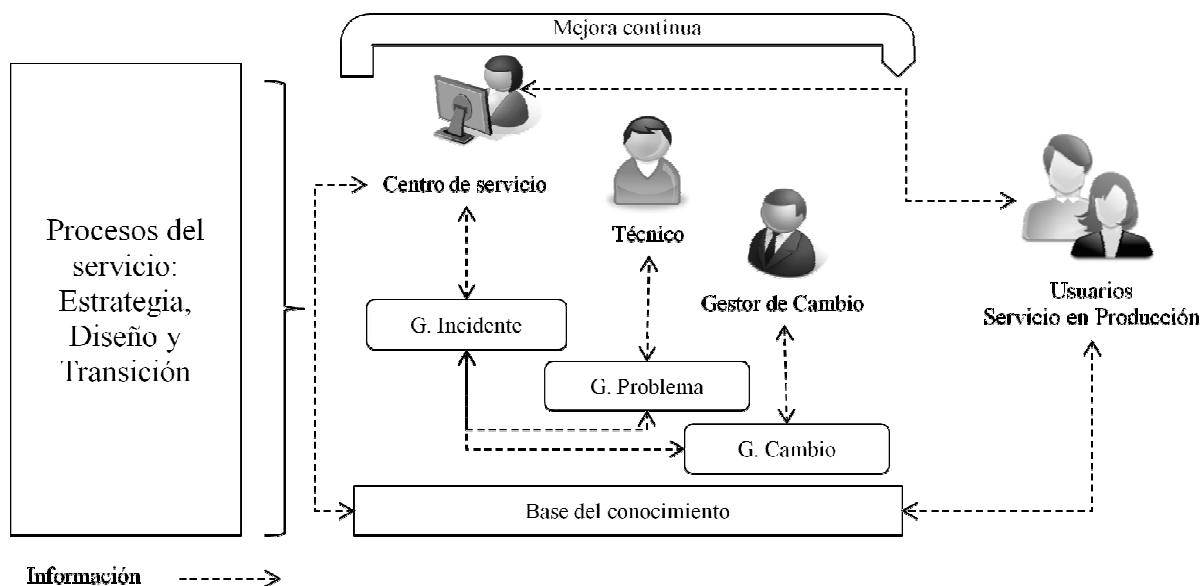 Mejora continua
Procesos del
servicio:
Estrategia,
Diseño y
Transición
Centro de servicio
Técnico
Gestor de Cambio
Usuarios
Servicio en Producción
G. Incidente
G. Problema
G. Cambio
Base del conocimiento
Información